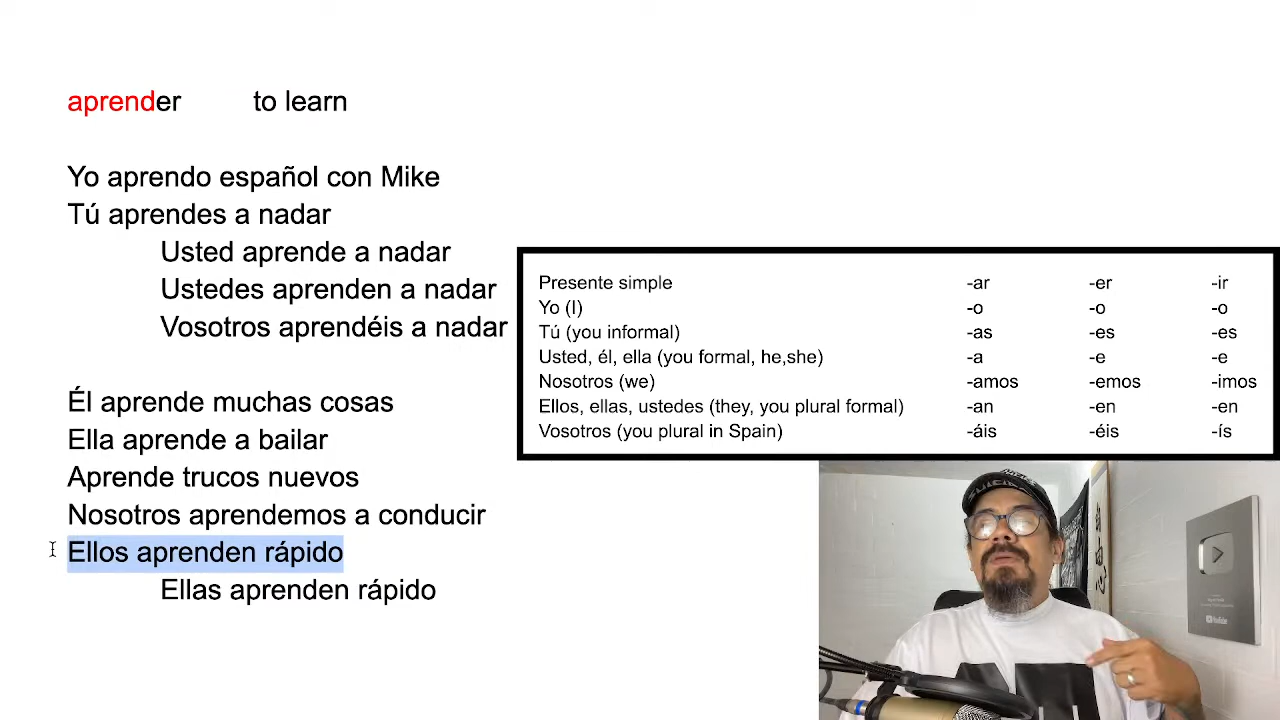 aprender to learn
Yo aprendo español con Mike
Tú aprendes a nadar
Usted aprende a nadar
Ustedes aprenden a nadar
Vosotros aprendéis a nadar
Él aprende muchas cosas
Ella aprende a bailar
Aprende trucos nuevos
Nosotros aprendemos a conducir
Ellos aprenden rápido
Ellas aprenden rápido
Presente simple -ar -er -ir
Yo (I) -o -o -o
Tú (you informal) -as -es -es
Usted, él, ella (you formal, he,she) -a -e -e
Nosotros (we) -amos -emos -imos
Ellos, ellas, ustedes (they, you plural formal) -an -en -en
Vosotros (you plural in Spain) -áis -éis -ís
YouTube